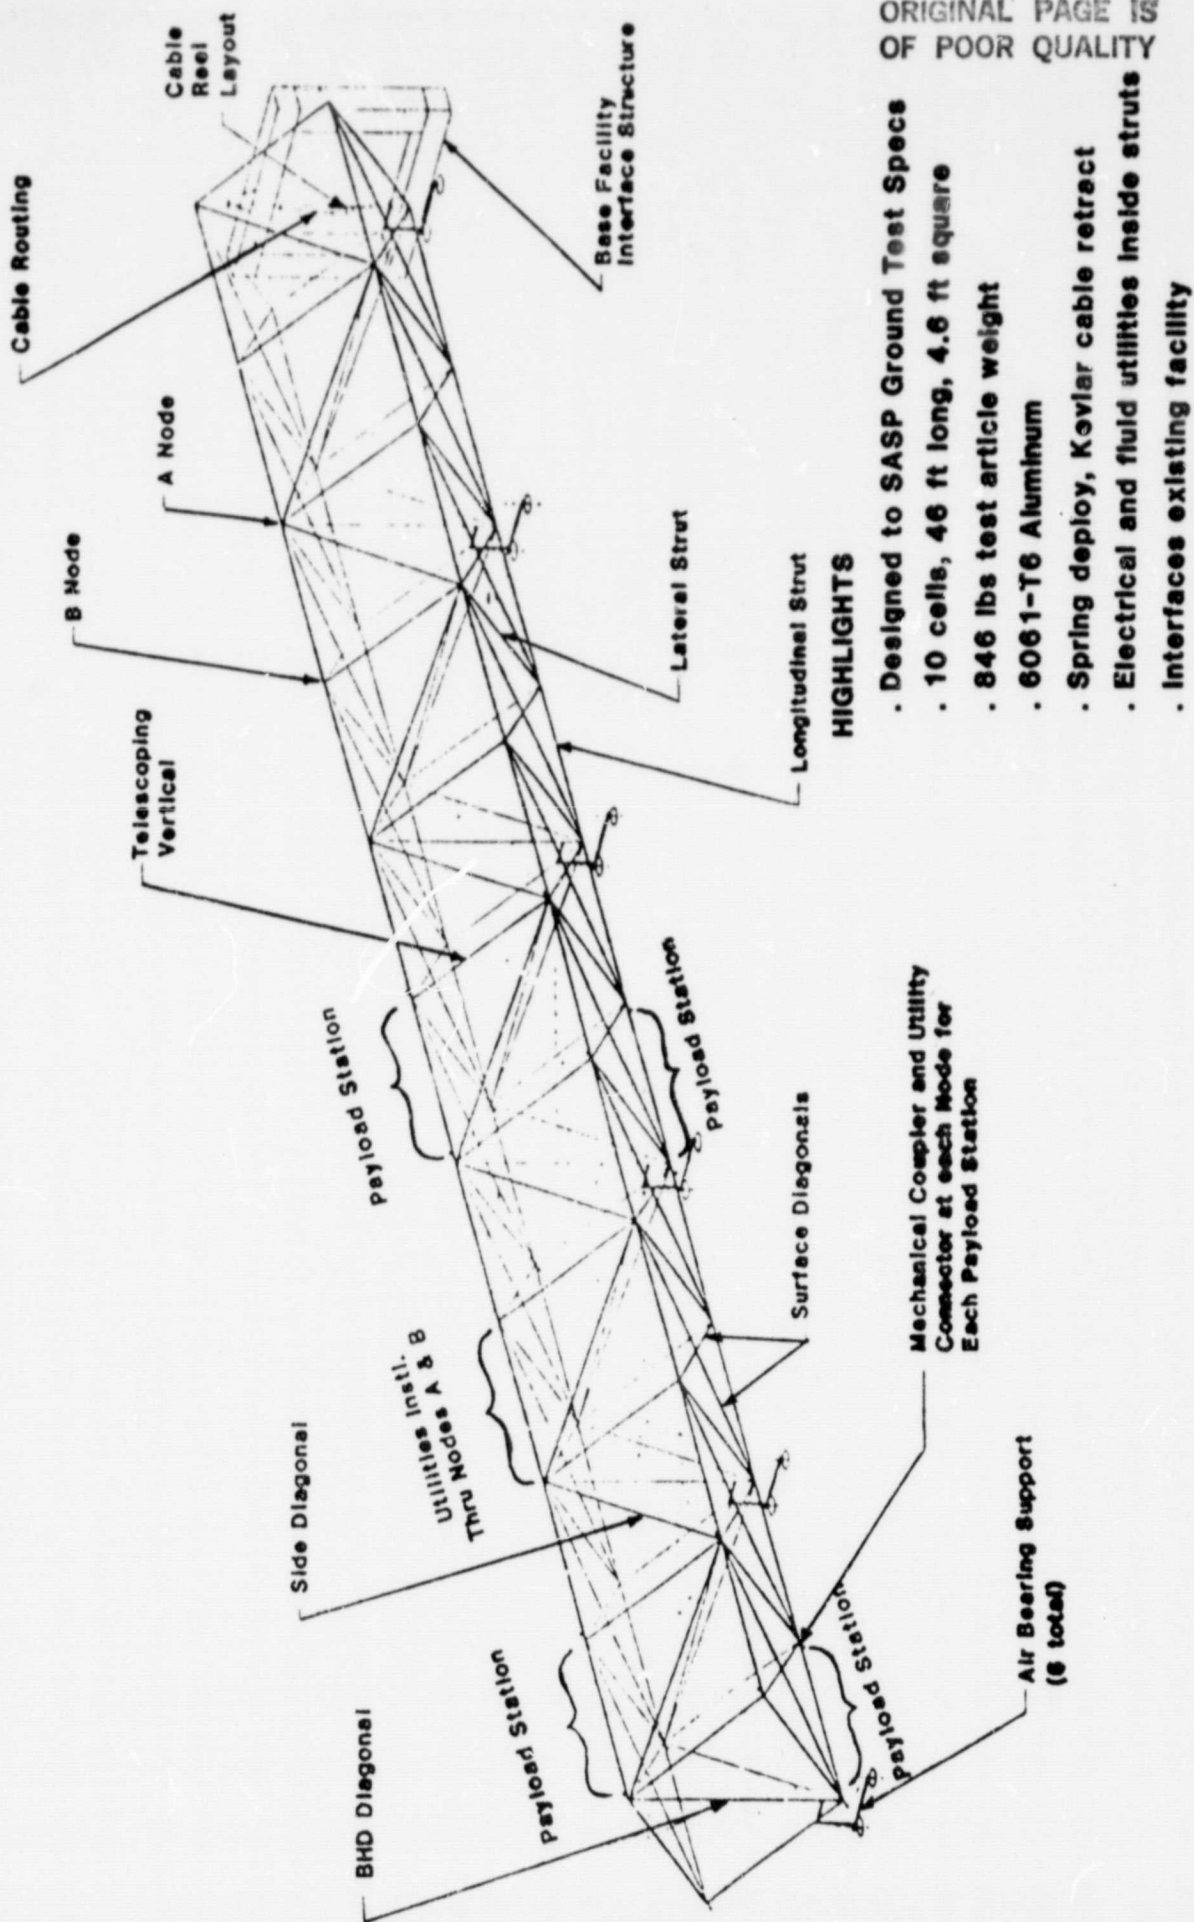 ORIGINAL PAGE IS
OF POOR QUALITY
Cable
Reel
Layout
Cable Routing
Base Facility
Interface Structure
A Node
B Node
Telescoping
Vertical
Lateral Strut
Longitudinal Strut
Payload Station
Payload Station
Utilities Instl.
Thru Nodes A & B
Side Diagonal
Surface Diagonals
Mechanical Coupler and Utility
Connector at each Node for
Each Payload Station
Payload Station
BHD Diagonal
Payload Station
Air Bearing Support
(6 total)
HIGHLIGHTS
. Designed to SASP Ground Test Specs
. 10 cells, 46 ft long, 4.6 ft square
. 846 lbs test article weight
. 6061-T6 Aluminum
. Spring deploy, Kevlar cable retract
. Electrical and fluid utilities inside struts
. Interfaces existing facility